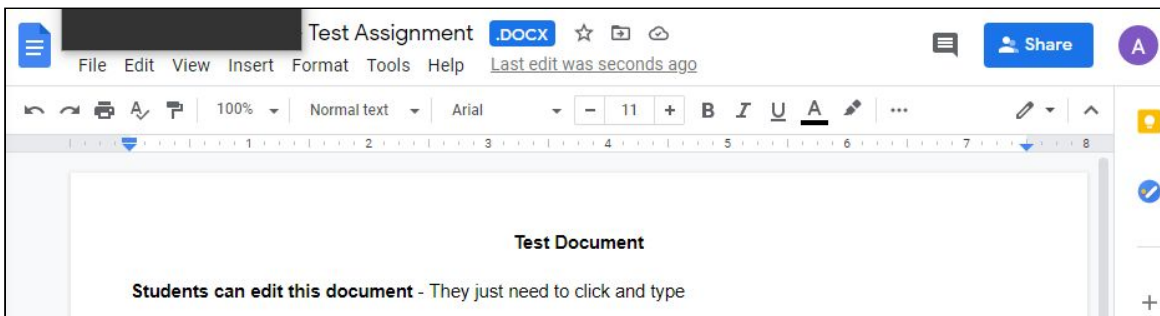 Test Assignment .DOCX
Share
A
File Edit View Insert Format Tools Help Last edit was seconds ago
100% Normal text Arial - 11 + B I U A ...
1 2 3 4 5 6 7 8
Test Document
Students can edit this document - They just need to click and type